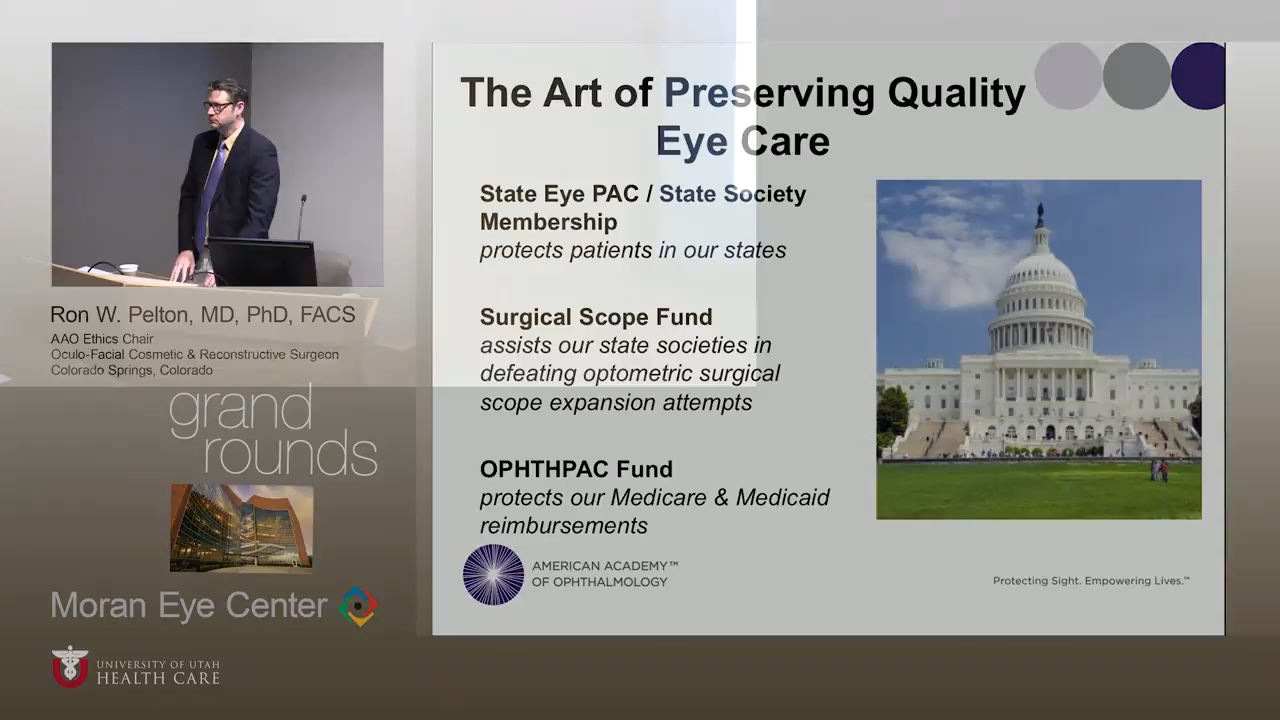 The Art of Preserving Quality
Eye Care
State Eye PAC / State Society
Membership
protects patients in our states
Surgical Scope Fund
assists our state societies in
defeating optometric surgical
scope expansion attempts
OPHTHPAC Fund
protects our Medicare & Medicaid
reimbursements
AMERICAN ACADEMY™
OF OPHTHALMOLOGY
Protecting Sight. Empowering Lives.™
Ron W. Pelton, MD, PhD, FACS
AAO Ethics Chair
Oculo-Facial Cosmetic & Reconstructive Surgeon
Colorado Springs, Colorado
grand
rounds
Moran Eye Center
UNIVERSITY OF UTAH
HEALTH CARE